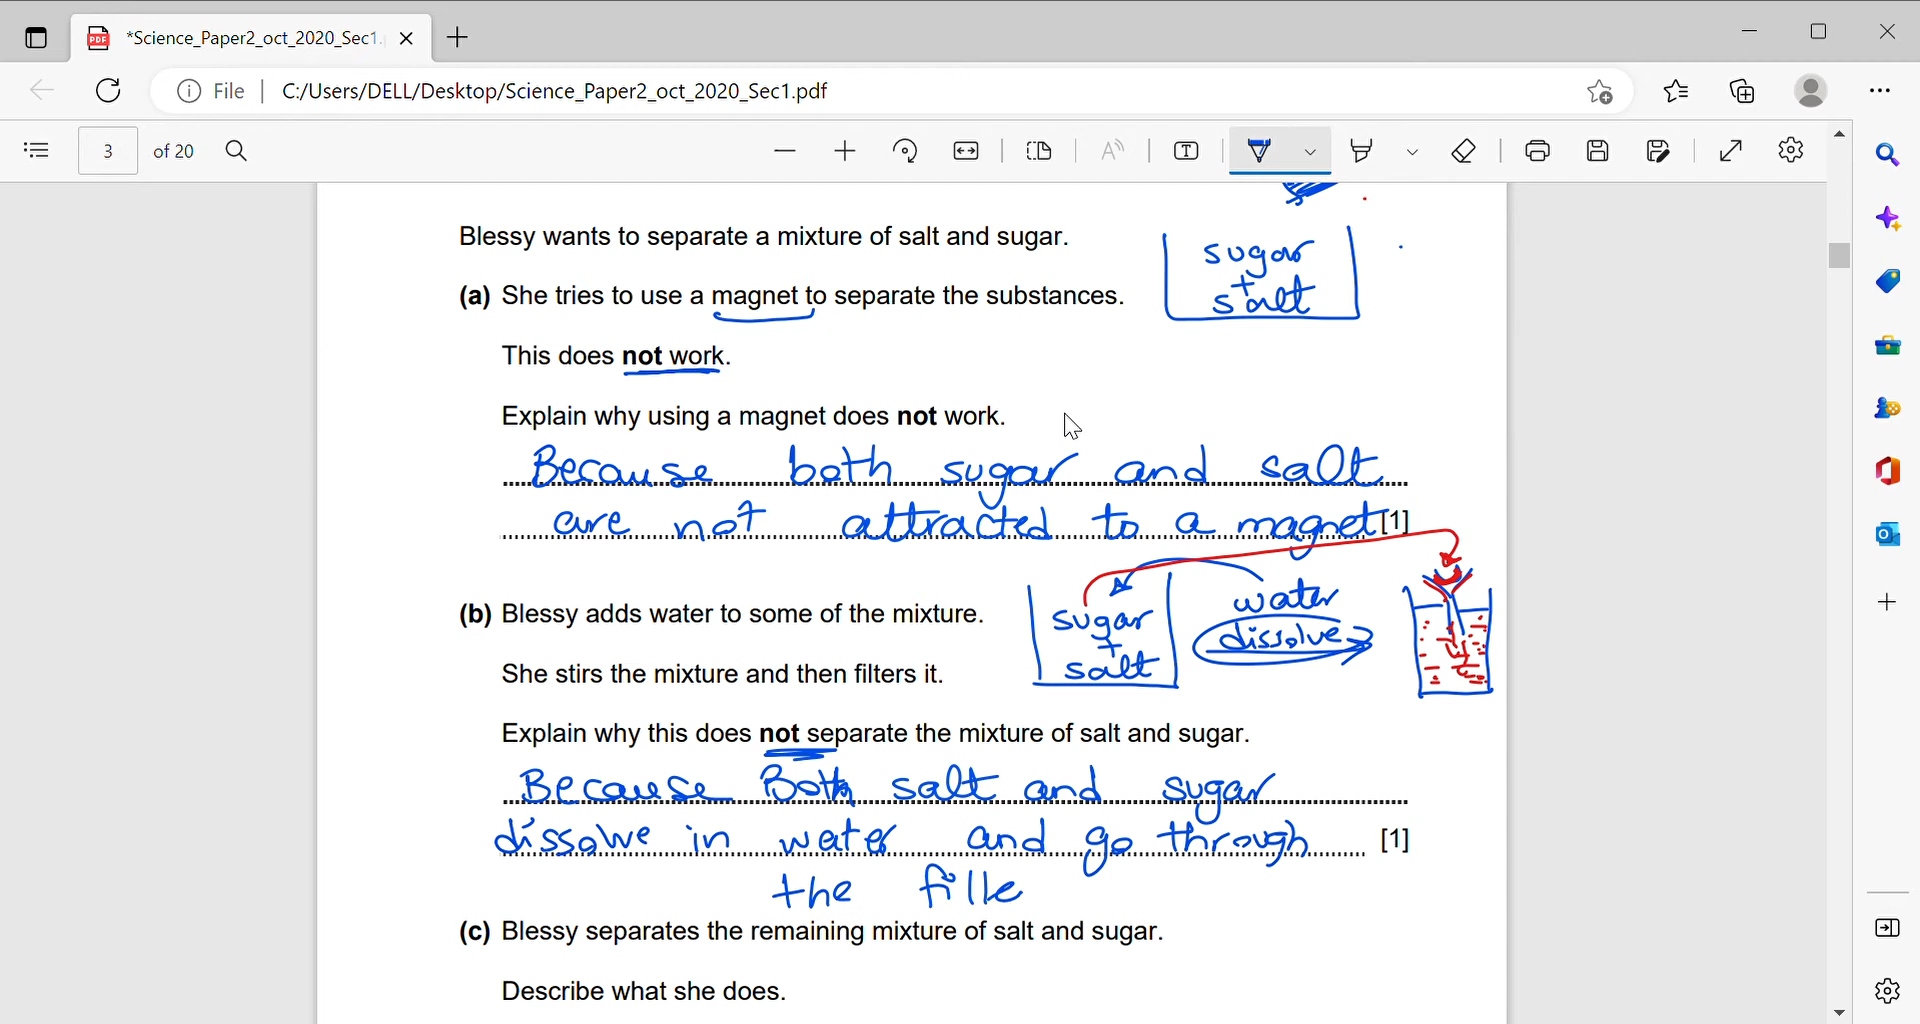 *Science_Paper2_oct_2020_Sec1.
File
C:/Users/DELL/Desktop/Science_Paper2_oct_2020_Sec1.pdf
3 of 20
Blessy wants to separate a mixture of salt and sugar.
sugar
+
salt
(a) She tries to use a magnet to separate the substances.
This does not work.
Explain why using a magnet does not work.
Because both sugar and salt
are not attracted to a magnet [1]
(b) Blessy adds water to some of the mixture.
sugar
+
salt
water
dissolve
She stirs the mixture and then filters it.
Explain why this does not separate the mixture of salt and sugar.
Because Both salt and sugar
dissolve in water and go through [1]
the fille
(c) Blessy separates the remaining mixture of salt and sugar.
Describe what she does.